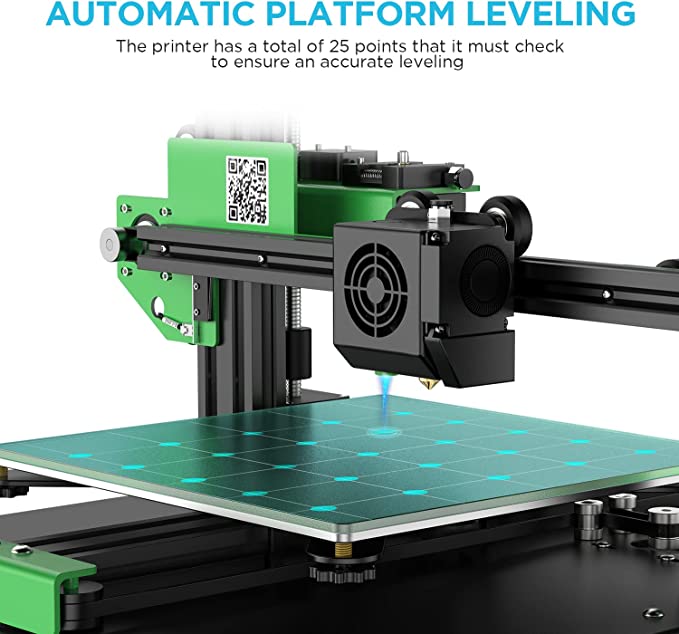 AUTOMATIC PLATFORM LEVELING
The printer has a total of 25 points that it must check
to ensure an accurate leveling